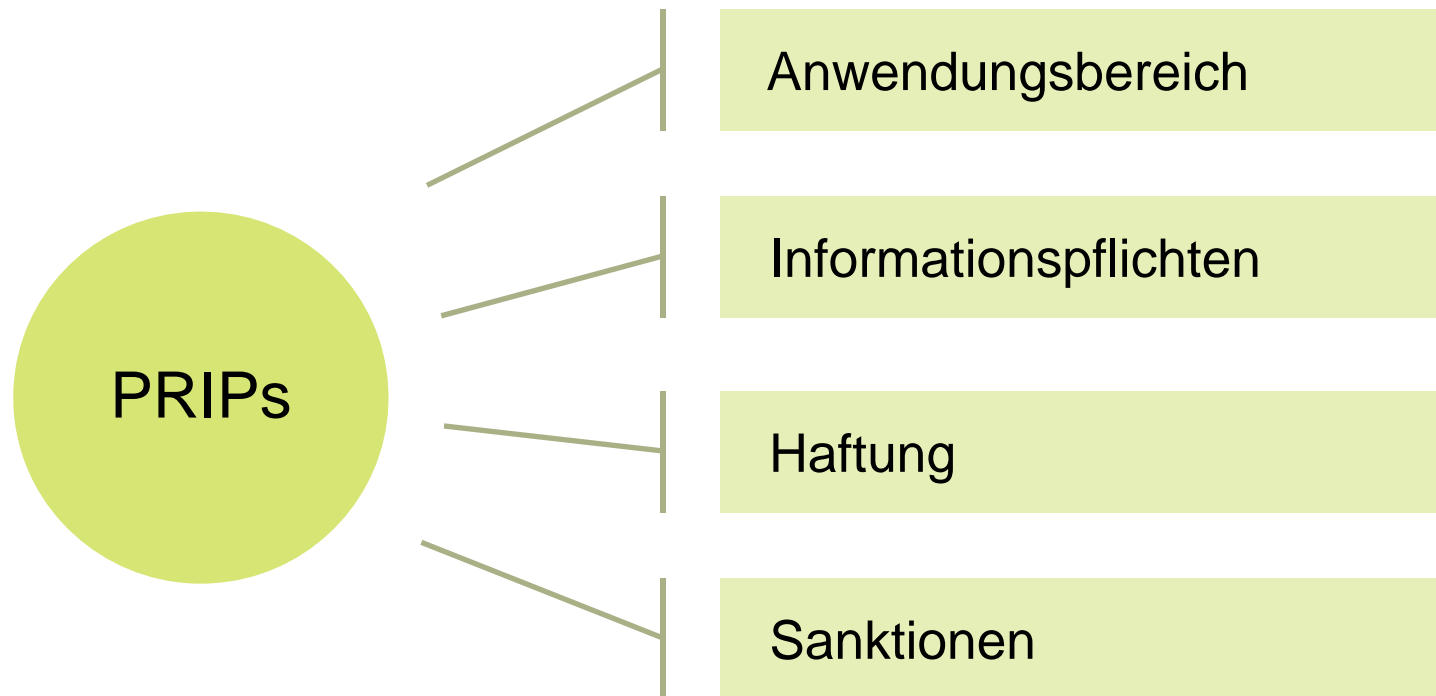 PRIPs
Anwendungsbereich
Informationspflichten
Haftung
Sanktionen